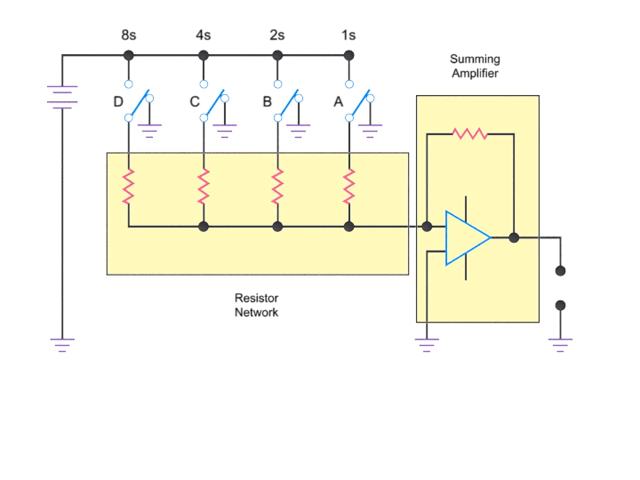 8s 4s 2s 1s
Summing
Amplifier
D C B A
Resistor
Network